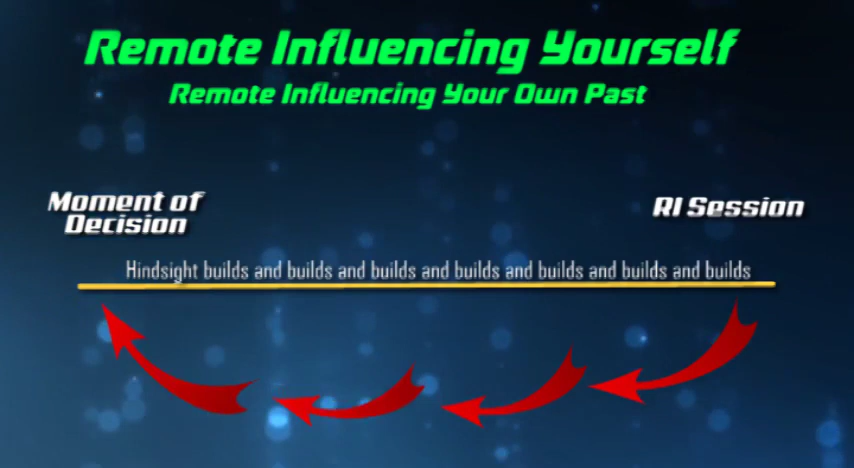 Remote Influencing Yourself
Remote Influencing Your Own Past
Moment of
Decision
RI Session
Hindsight builds and builds and builds and builds and builds and builds and builds